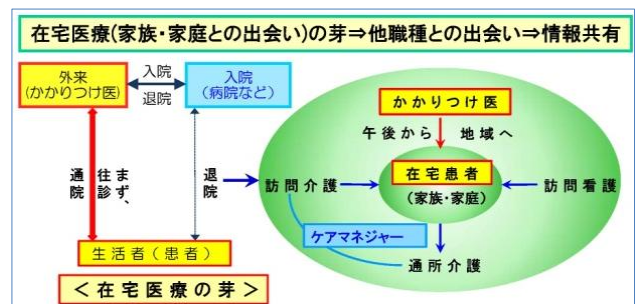 在宅医療(家族・家庭との出会い)の芽⇒他職種との出会い⇒情報共有
外来
(かかりつけ医)
入院
退院
入院
(病院など)
通院
まず、
往診
退院
生活者(患者)
<在宅医療の芽>
かかりつけ医
午後から 地域へ
在宅患者
(家族・家庭)
訪問介護
訪問看護
ケアマネジャー
通所介護